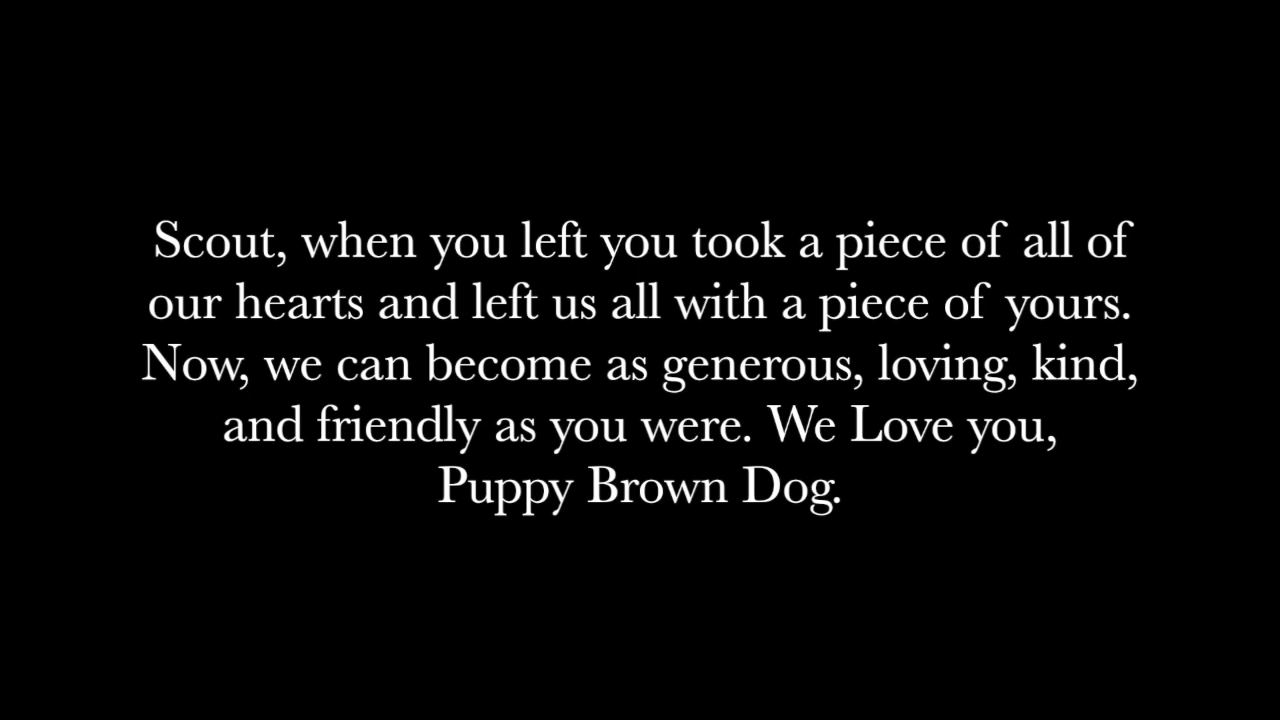 Scout, when you left you took a piece of all of
our hearts and left us all with a piece of yours.
Now, we can become as generous, loving, kind,
and friendly as you were. We Love you,
Puppy Brown Dog.